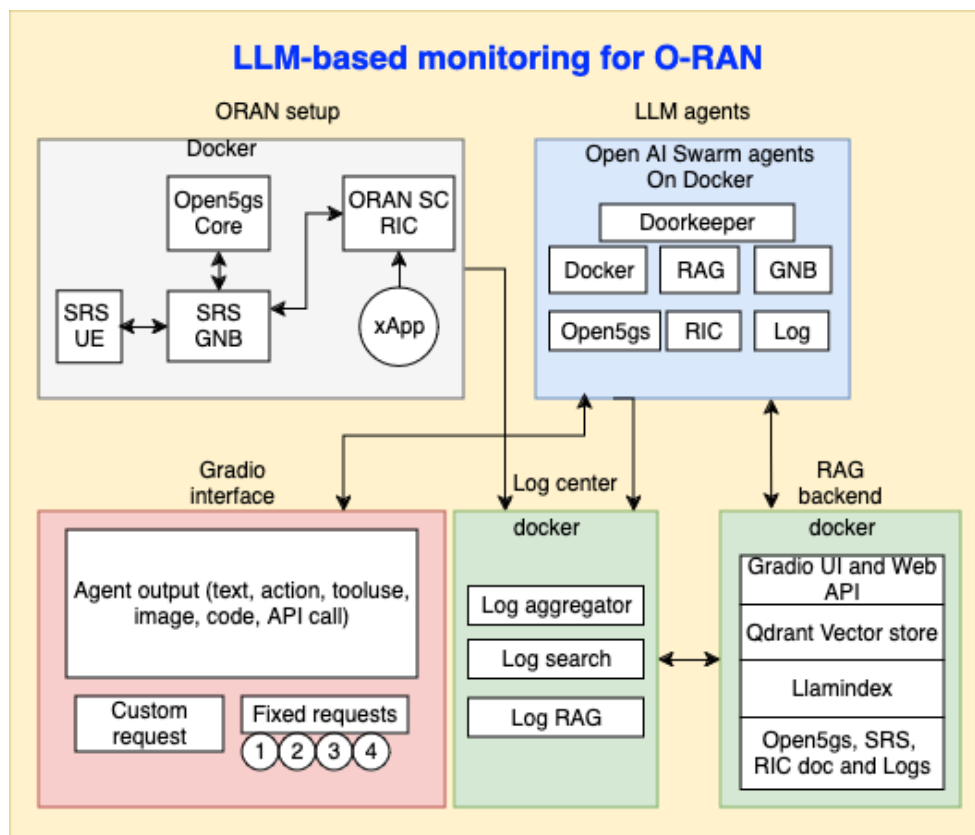 LLM-based monitoring for O-RAN
ORAN setup
LLM agents
Docker
Open5gs
Core
ORAN SC
RIC
SRS
UE
SRS
GNB
xApp
Open AI Swarm agents
On Docker
Doorkeeper
Docker
RAG
GNB
Open5gs
RIC
Log
Gradio
interface
Agent output (text, action, tooluse,
image, code, API call)
Custom
request
Fixed requests
1
2
3
4
Log center
docker
Log aggregator
Log search
Log RAG
RAG
backend
docker
Gradio UI and Web
API
Qdrant Vector store
Llamindex
Open5gs, SRS,
RIC doc and Logs